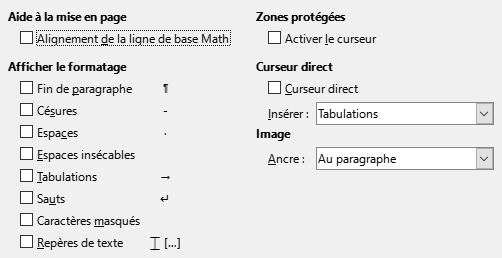 Aide à la mise en page
Alignement de la ligne de base Math
Afficher le formatage
Fin de paragraphe ¶
Césures -
Espaces ·
Espaces insécables
Tabulations →
Sauts ↵
Caractères masqués
Repères de texte [...]
Zones protégées
Activer le curseur
Curseur direct
Curseur direct
Insérer : Tabulations
Image
Ancre : Au paragraphe